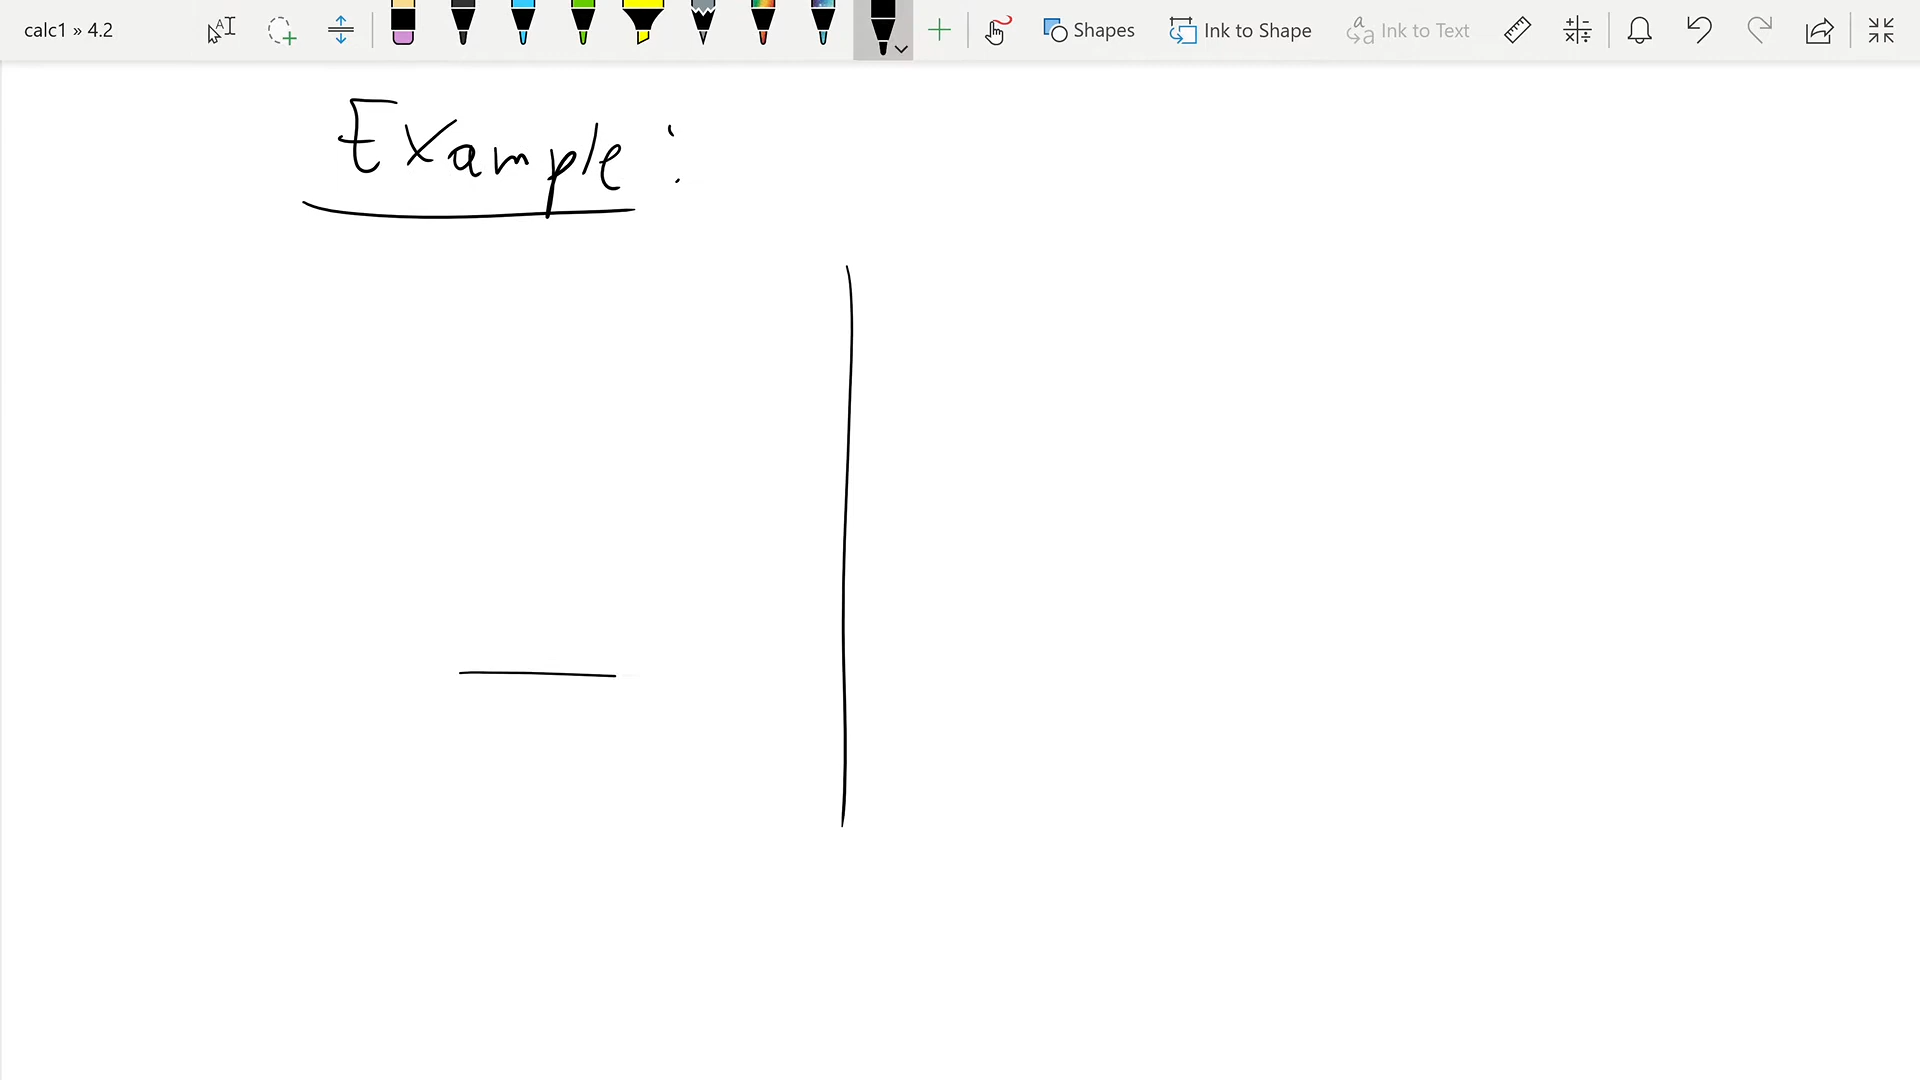 calc1 » 4.2
Shapes
Ink to Shape
Ink to Text
Example: